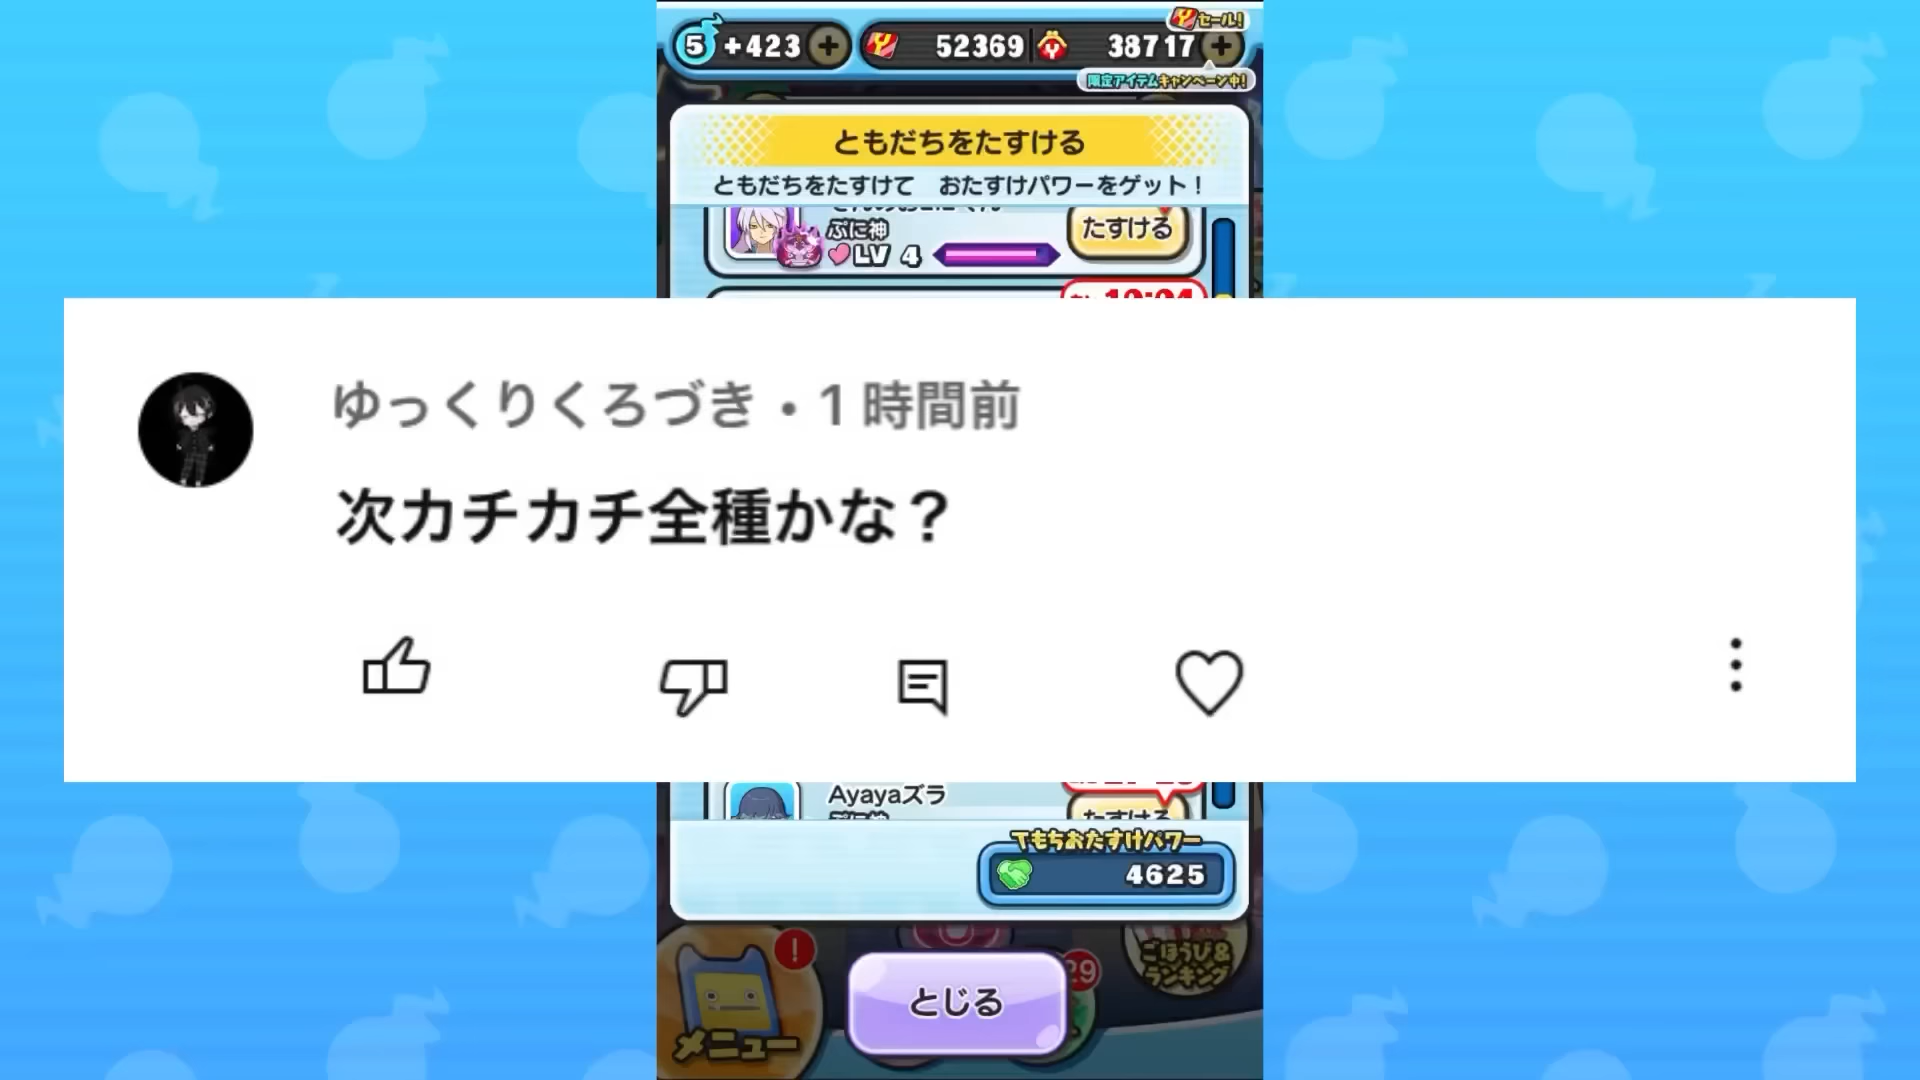 セール!
5 +423
52369
38717
限定アイテムキャンペーン中!
ともだちをたすける
ともだちをたすけて おたすけパワーをゲット!
ぷに神
たすける
LV 4
ゆっくりくろづき・1 時間前
次カチカチ全種かな?
Ayayaズラ
たすける
てもちおたすけパワー
4625
ごほうび&
ランキング
29
!
メニュー
とじる